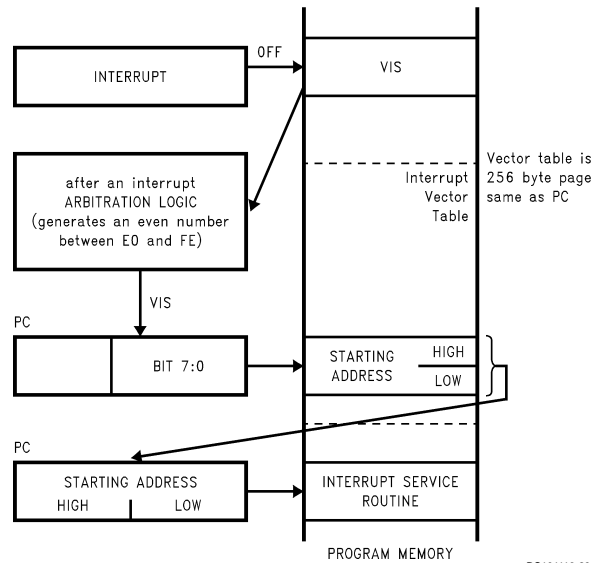 INTERRUPT
OFF
VIS
after an interrupt
ARBITRATION LOGIC
(generates an even number
between E0 and FE)
Interrupt
Vector
Table
Vector table is
256 byte page
same as PC
VIS
PC
BIT 7:0
STARTING
ADDRESS
HIGH
LOW
PC
STARTING ADDRESS
HIGH LOW
INTERRUPT SERVICE
ROUTINE
PROGRAM MEMORY